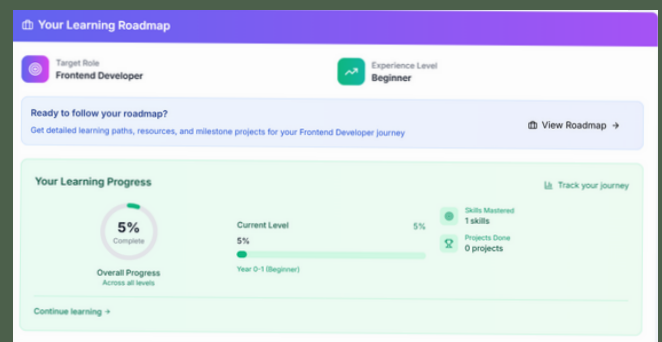 Your Learning Roadmap
Target Role
Frontend Developer
Experience Level
Beginner
Ready to follow your roadmap?
Get detailed learning paths, resources, and milestone projects for your Frontend Developer journey
View Roadmap →
Your Learning Progress
Track your journey
5%
Complete
Overall Progress
Across all levels
Current Level
5%
5%
Year 0-1 (Beginner)
Skills Mastered
1 skills
Projects Done
0 projects
Continue learning →